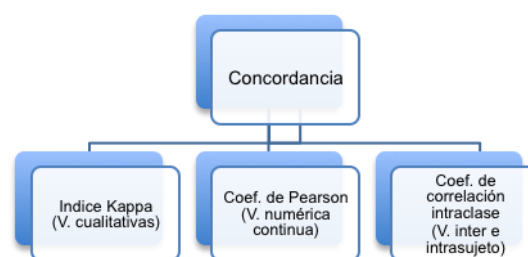 Concordancia
Indice Kappa
(V. cualitativas)
Coef. de Pearson
(V. numérica
continua)
Coef. de
correlación
intraclase
(V. inter e
intrasujeto)